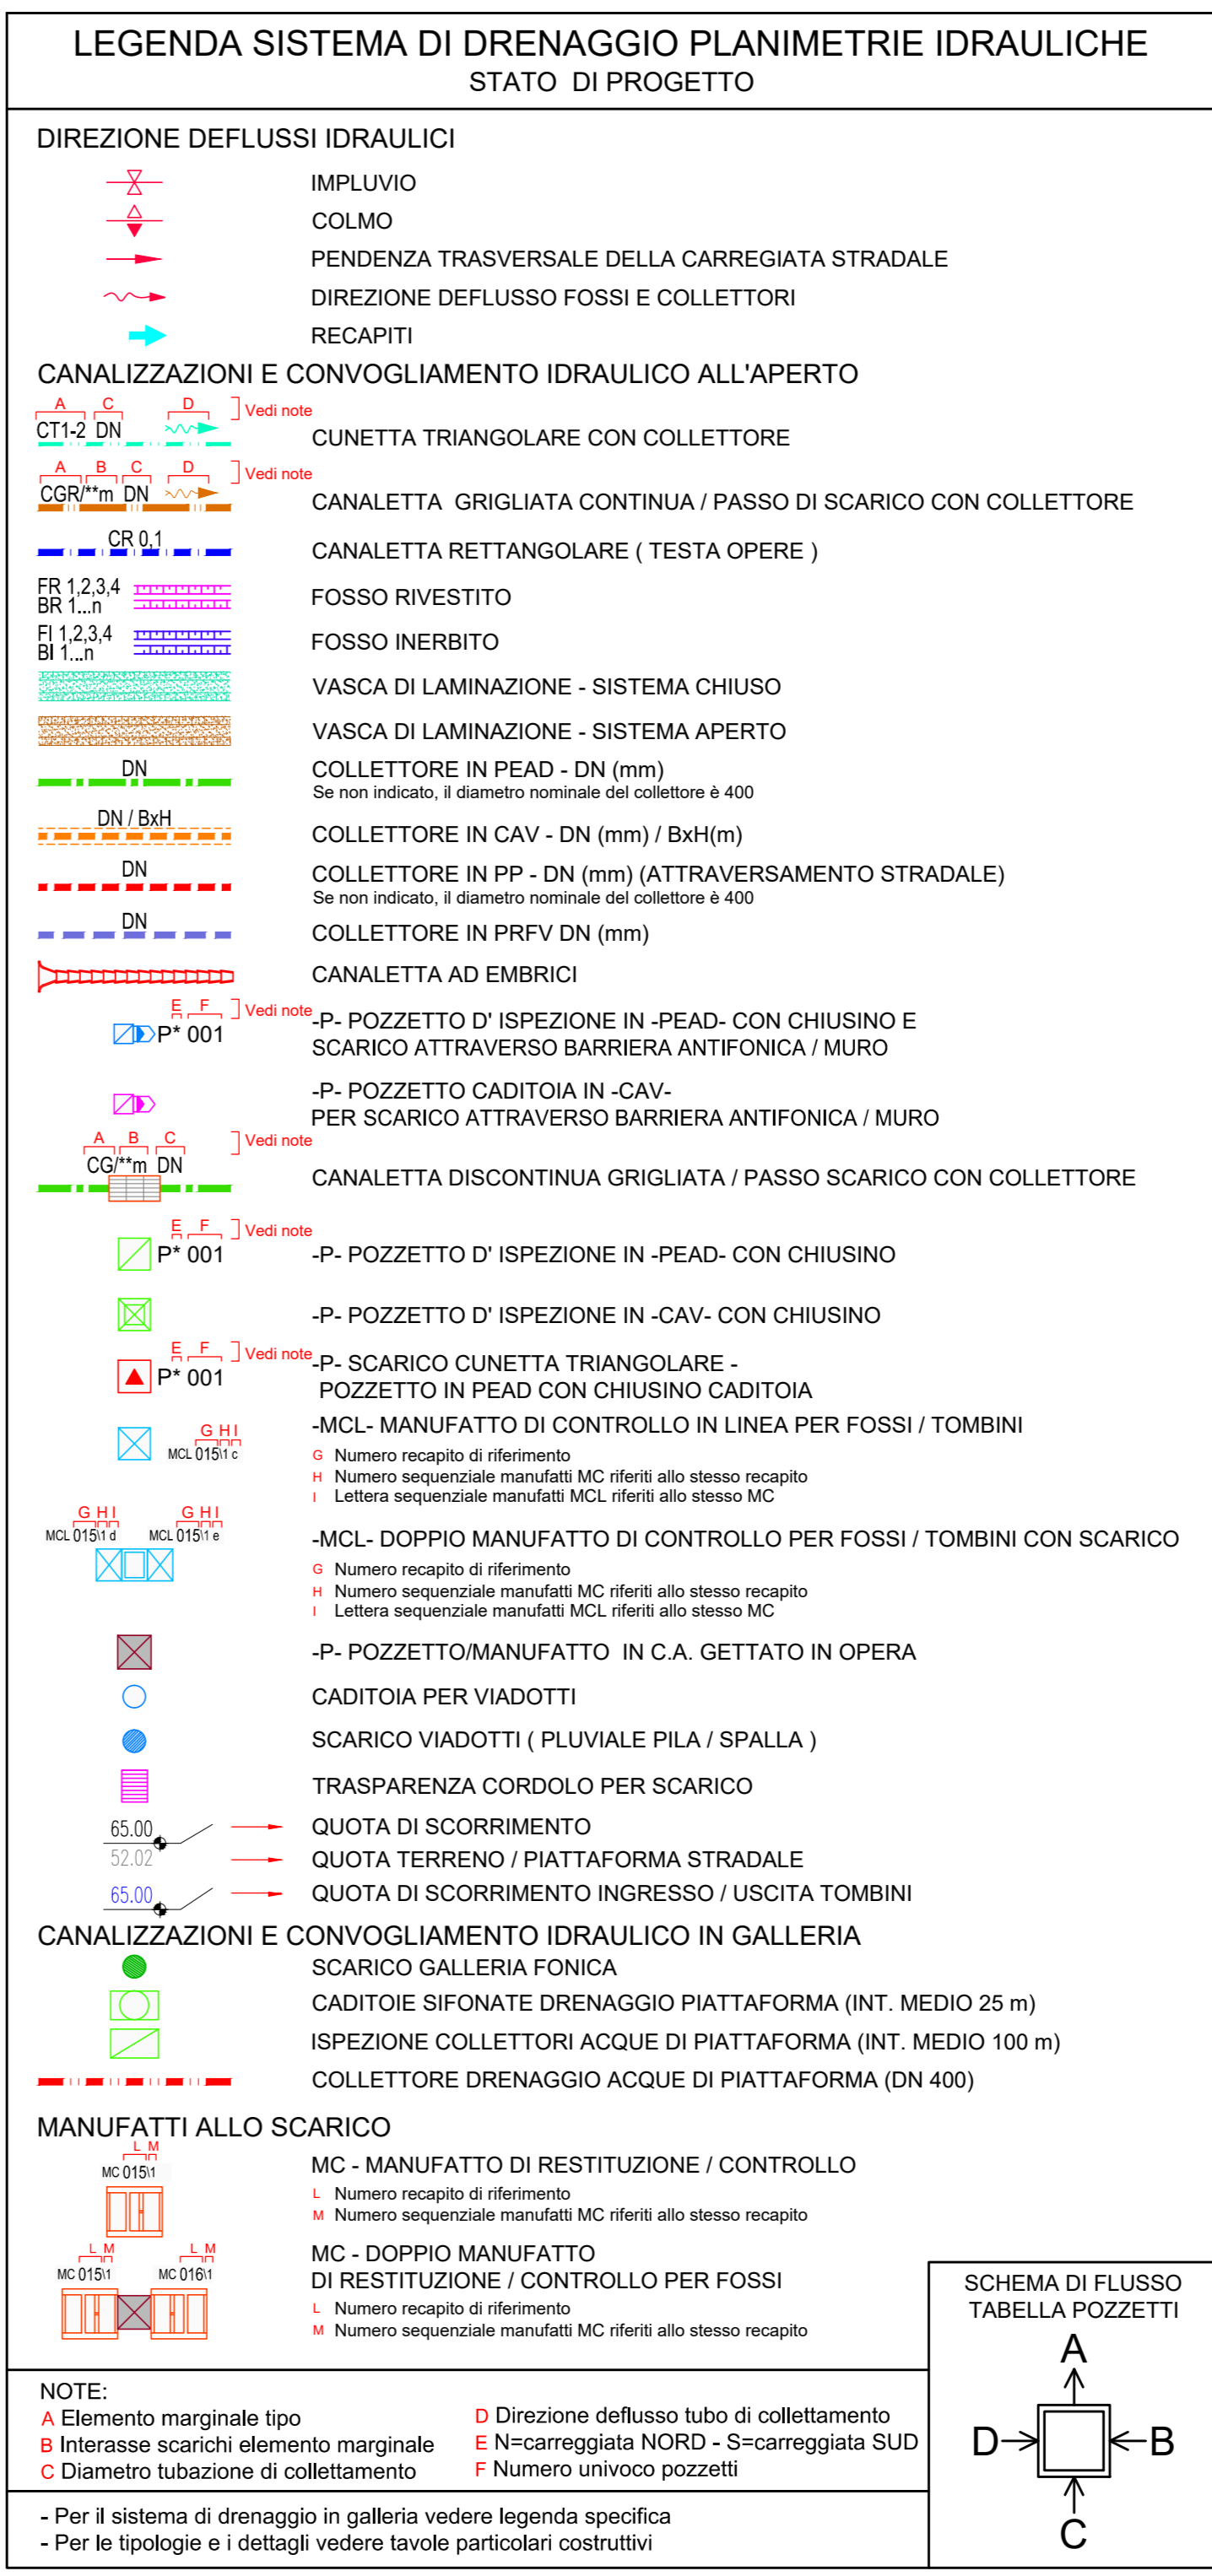 LEGENDA SISTEMA DI DRENAGGIO PLANIMETRIE IDRAULICHE
STATO DI PROGETTO
DIREZIONE DEFLUSSI IDRAULICI
IMPLUVIO
COLMO
PENDENZA TRASVERSALE DELLA CARREGIATA STRADALE
DIREZIONE DEFLUSSO FOSSI E COLLETTORI
RECAPITI
CANALIZZAZIONI E CONVOGLIAMENTO IDRAULICO ALL'APERTO
A C D Vedi note
CT1-2 DN
CUNETTA TRIANGOLARE CON COLLETTORE
A B C D Vedi note
CGR/**m DN
CANALETTA GRIGLIATA CONTINUA / PASSO DI SCARICO CON COLLETTORE
CR 0,1
CANALETTA RETTANGOLARE ( TESTA OPERE )
FR 1,2,3,4
BR 1...n
FOSSO RIVESTITO
FI 1,2,3,4
BI 1...n
FOSSO INERBITO
VASCA DI LAMINAZIONE - SISTEMA CHIUSO
VASCA DI LAMINAZIONE - SISTEMA APERTO
DN
COLLETTORE IN PEAD - DN (mm)
Se non indicato, il diametro nominale del collettore è 400
DN / BxH
COLLETTORE IN CAV - DN (mm) / BxH(m)
DN
COLLETTORE IN PP - DN (mm) (ATTRAVERSAMENTO STRADALE)
Se non indicato, il diametro nominale del collettore è 400
DN
COLLETTORE IN PRFV DN (mm)
CANALETTA AD EMBRICI
E F Vedi note
P* 001
-P- POZZETTO D' ISPEZIONE IN -PEAD- CON CHIUSINO E
SCARICO ATTRAVERSO BARRIERA ANTIFONICA / MURO
-P- POZZETTO CADITOIA IN -CAV-
PER SCARICO ATTRAVERSO BARRIERA ANTIFONICA / MURO
A B C Vedi note
CG/**m DN
CANALETTA DISCONTINUA GRIGLIATA / PASSO SCARICO CON COLLETTORE
E F Vedi note
P* 001
-P- POZZETTO D' ISPEZIONE IN -PEAD- CON CHIUSINO
-P- POZZETTO D' ISPEZIONE IN -CAV- CON CHIUSINO
E F Vedi note
P* 001
-P- SCARICO CUNETTA TRIANGOLARE -
POZZETTO IN PEAD CON CHIUSINO CADITOIA
G H I
MCL 015\1 c
-MCL- MANUFATTO DI CONTROLLO IN LINEA PER FOSSI / TOMBINI
G Numero recapito di riferimento
H Numero sequenziale manufatti MC riferiti allo stesso recapito
I Lettera sequenziale manufatti MCL riferiti allo stesso MC
G H I G H I
MCL 015\1 d MCL 015\1 e
-MCL- DOPPIO MANUFATTO DI CONTROLLO PER FOSSI / TOMBINI CON SCARICO
G Numero recapito di riferimento
H Numero sequenziale manufatti MC riferiti allo stesso recapito
I Lettera sequenziale manufatti MCL riferiti allo stesso MC
-P- POZZETTO/MANUFATTO IN C.A. GETTATO IN OPERA
CADITOIA PER VIADOTTI
SCARICO VIADOTTI ( PLUVIALE PILA / SPALLA )
TRASPARENZA CORDOLO PER SCARICO
65.00 QUOTA DI SCORRIMENTO
52.02 QUOTA TERRENO / PIATTAFORMA STRADALE
65.00 QUOTA DI SCORRIMENTO INGRESSO / USCITA TOMBINI
CANALIZZAZIONI E CONVOGLIAMENTO IDRAULICO IN GALLERIA
SCARICO GALLERIA FONICA
CADITOIE SIFONATE DRENAGGIO PIATTAFORMA (INT. MEDIO 25 m)
ISPEZIONE COLLETTORI ACQUE DI PIATTAFORMA (INT. MEDIO 100 m)
COLLETTORE DRENAGGIO ACQUE DI PIATTAFORMA (DN 400)
MANUFATTI ALLO SCARICO
L M
MC 015\1
MC - MANUFATTO DI RESTITUZIONE / CONTROLLO
L Numero recapito di riferimento
M Numero sequenziale manufatti MC riferiti allo stesso recapito
L M L M
MC 015\1 MC 016\1
MC - DOPPIO MANUFATTO
DI RESTITUZIONE / CONTROLLO PER FOSSI
L Numero recapito di riferimento
M Numero sequenziale manufatti MC riferiti allo stesso recapito
SCHEMA DI FLUSSO
TABELLA POZZETTI
A
D B
C
NOTE:
A Elemento marginale tipo
B Interasse scarichi elemento marginale
C Diametro tubazione di collettamento
D Direzione deflusso tubo di collettamento
E N=carreggiata NORD - S=carreggiata SUD
F Numero univoco pozzetti
- Per il sistema di drenaggio in galleria vedere legenda specifica
- Per le tipologie e i dettagli vedere tavole particolari costruttivi